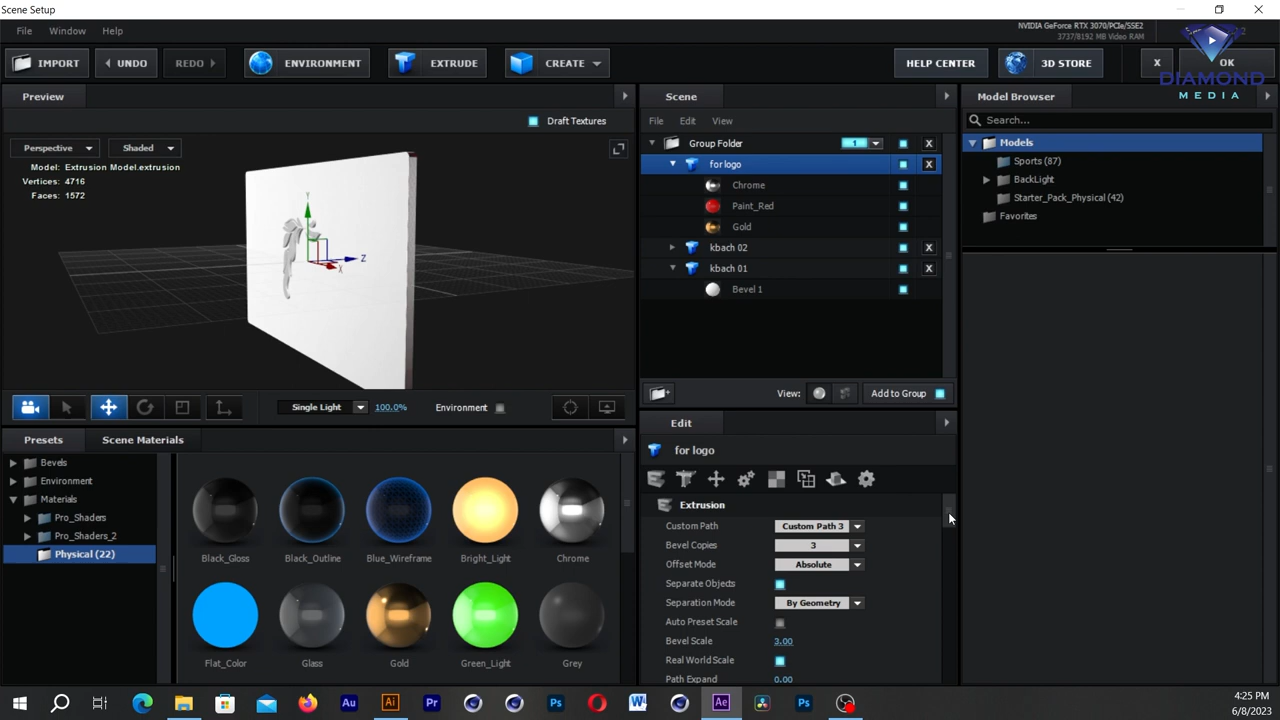 Scene Setup
File Window Help
NVIDIA GeForce RTX 3070/PCIe/SSE2
3737/8192 MB Video RAM
IMPORT UNDO REDO ENVIRONMENT EXTRUDE CREATE HELP CENTER 3D STORE X OK
DIAMOND
MEDIA
Preview
Draft Textures
Perspective Shaded
Model: Extrusion Model.extrusion
Vertices: 4716
Faces: 1572
Y
Z
X
Single Light 100.0% Environment
Presets Scene Materials
Bevels
Environment
Materials
Pro_Shaders
Pro_Shaders_2
Physical (22)
Black_Gloss Black_Outline Blue_Wireframe Bright_Light Chrome
Flat_Color Glass Gold Green_Light Grey
Scene
File Edit View
Group Folder 1 X
for logo X
Chrome
Paint_Red
Gold
kbach 02 X
kbach 01 X
Bevel 1
View: Add to Group
Edit
for logo
Extrusion
Custom Path Custom Path 3
Bevel Copies 3
Offset Mode Absolute
Separate Objects
Separation Mode By Geometry
Auto Preset Scale
Bevel Scale 3.00
Real World Scale
Path Expand 0.00
Model Browser
Search...
Models
Sports (87)
BackLight
Starter_Pack_Physical (42)
Favorites
Au Ai Pr Ps W Ae Ps
4:25 PM
6/8/2023